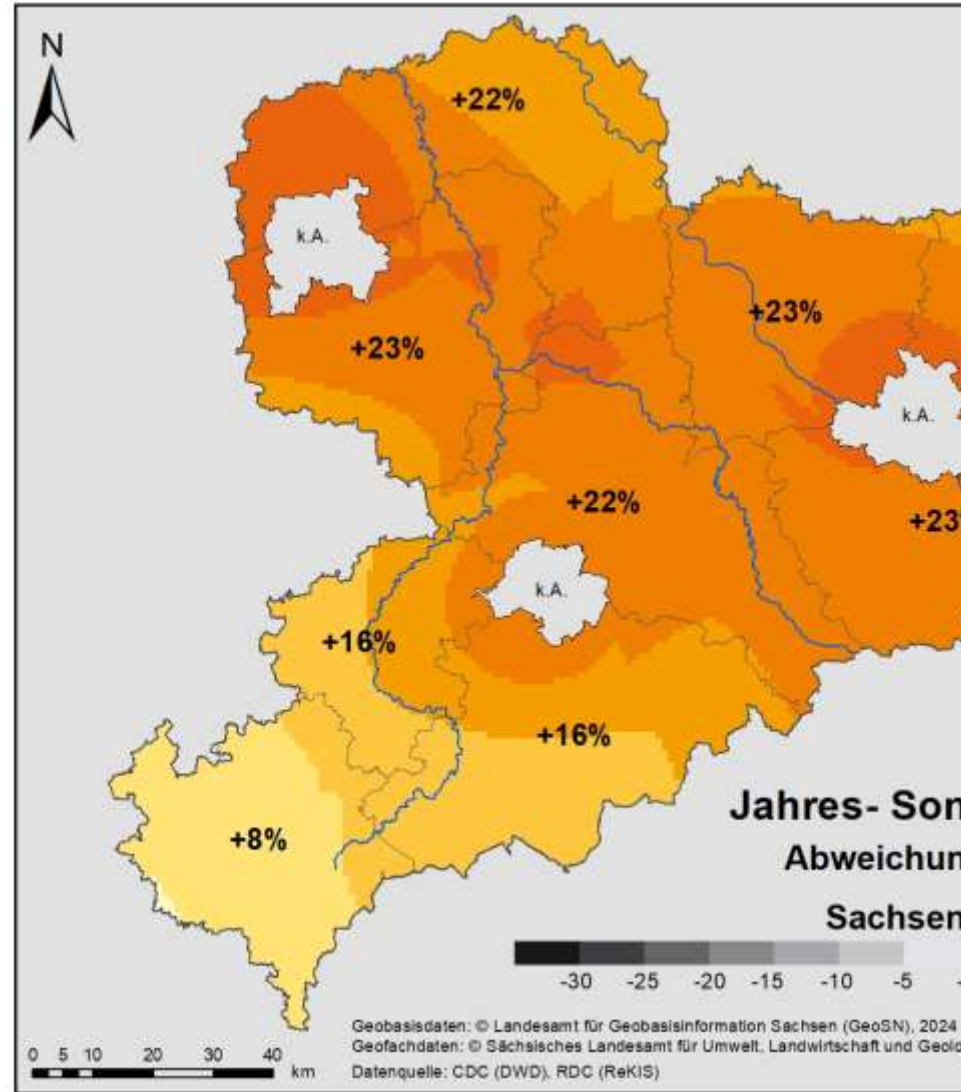 N
+22%
k.A.
+23%
+23%
k.A.
+22%
+23%
k.A.
+16%
+16%
+8%
Jahres- Son
Abweichun
Sachsen
-30 -25 -20 -15 -10 -5
0 5 10 20 30 40 km
Geobasisdaten: © Landesamt für Geobasisinformation Sachsen (GeoSN), 2024
Geofachdaten: © Sächsisches Landesamt für Umwelt, Landwirtschaft und Geolo
Datenquelle: CDC (DWD), RDC (ReKIS)